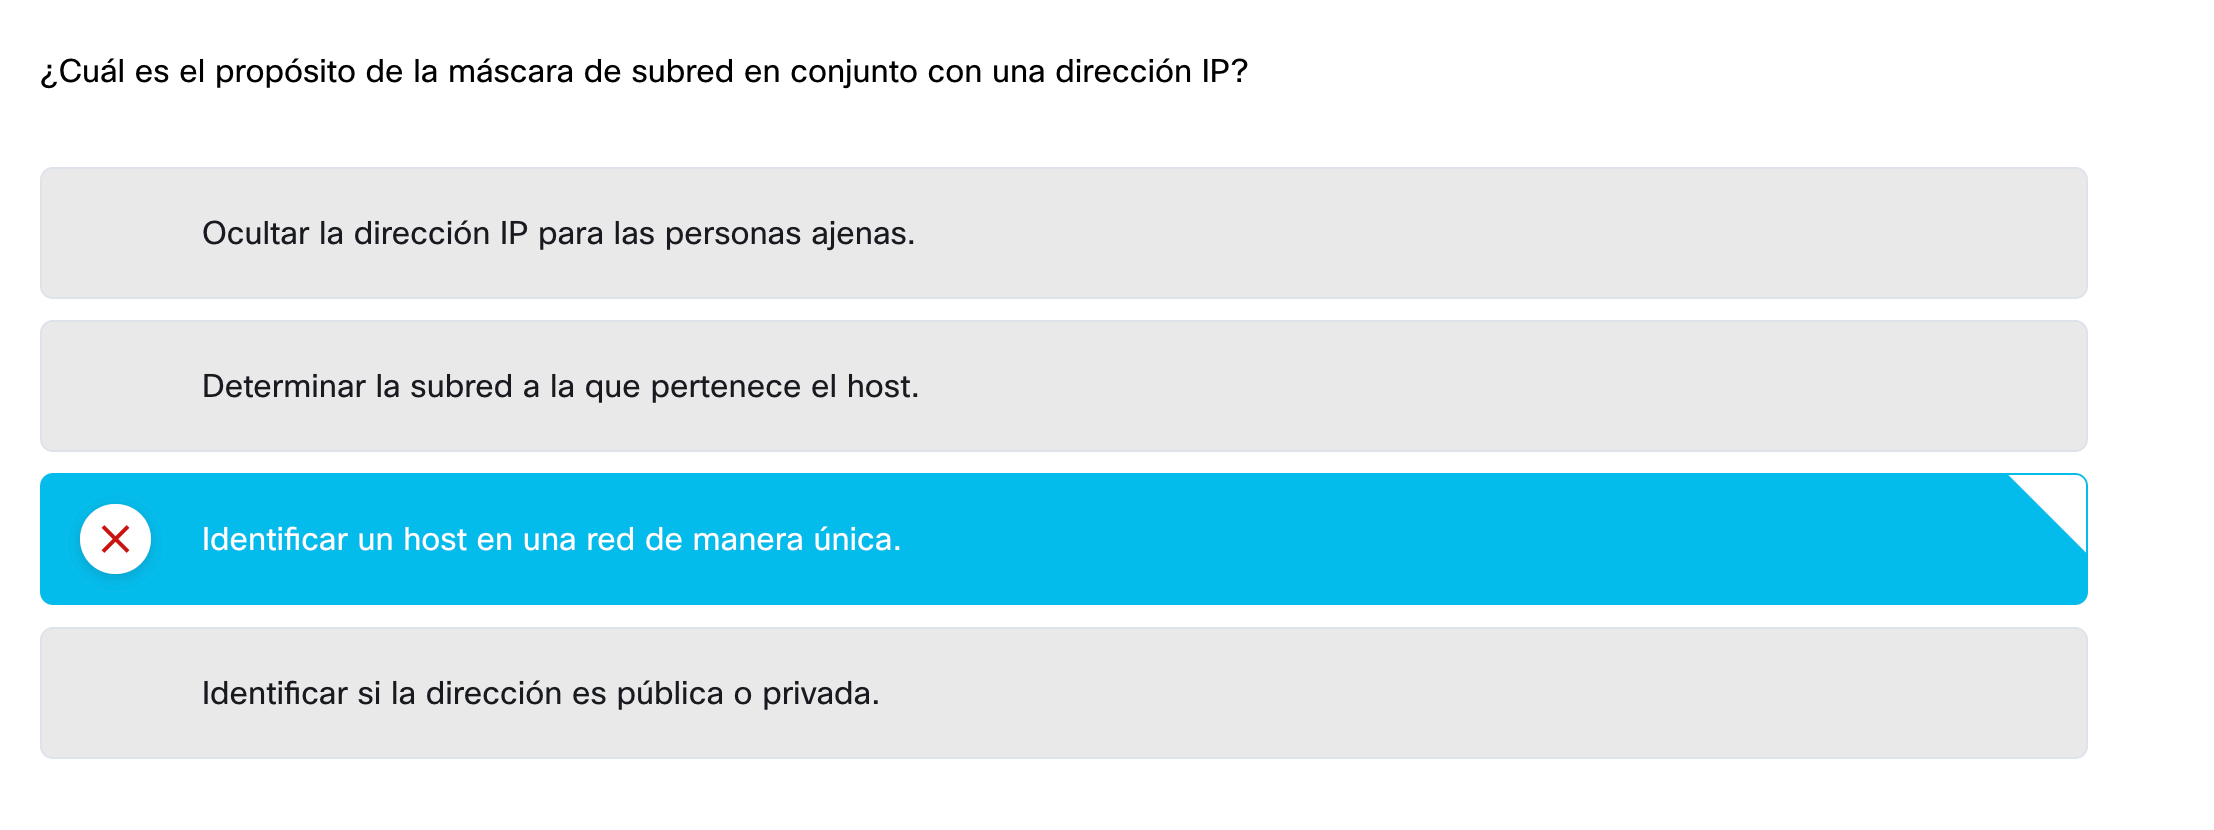 ¿Cuál es el propósito de la máscara de subred en conjunto con una dirección IP?
Ocultar la dirección IP para las personas ajenas.
Determinar la subred a la que pertenece el host.
Identificar un host en una red de manera única.
Identificar si la dirección es pública o privada.